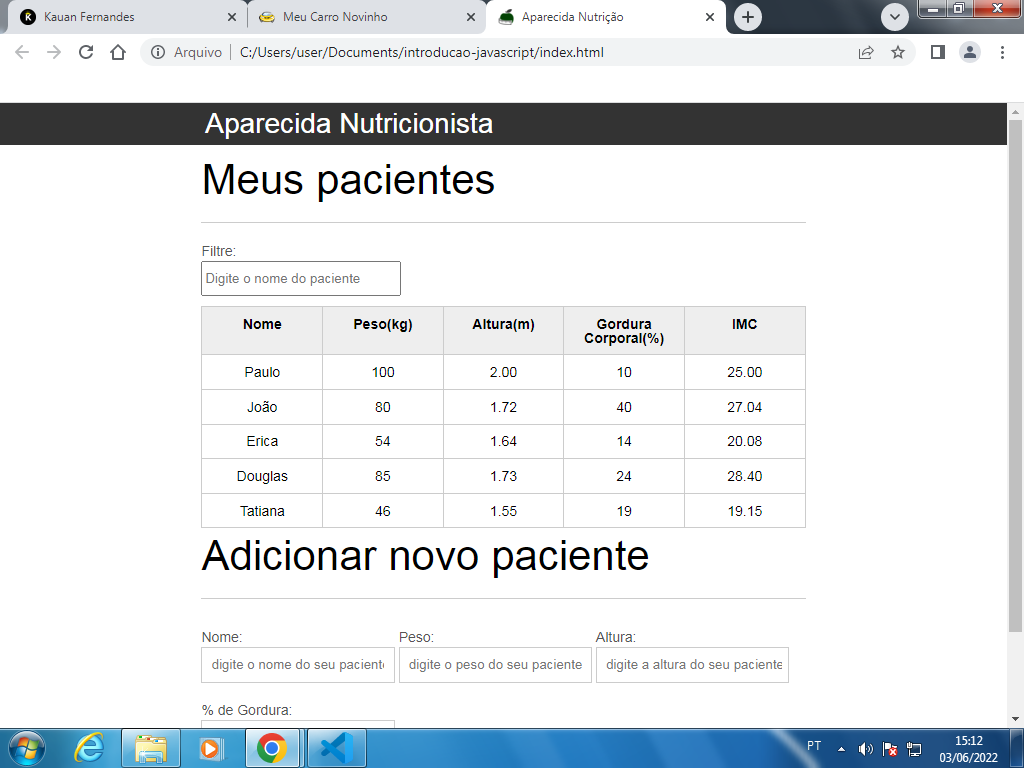 Kauan Fernandes
Meu Carro Novinho
Aparecida Nutrição
Arquivo C:/Users/user/Documents/introducao-javascript/index.html
Aparecida Nutricionista
Meus pacientes
Filtre:
Digite o nome do paciente
Nome Peso(kg) Altura(m) Gordura Corporal(%) IMC
Paulo 100 2.00 10 25.00
João 80 1.72 40 27.04
Erica 54 1.64 14 20.08
Douglas 85 1.73 24 28.40
Tatiana 46 1.55 19 19.15
Adicionar novo paciente
Nome: Peso: Altura:
digite o nome do seu paciente digite o peso do seu paciente digite a altura do seu paciente
% de Gordura:
PT 15:12
03/06/2022